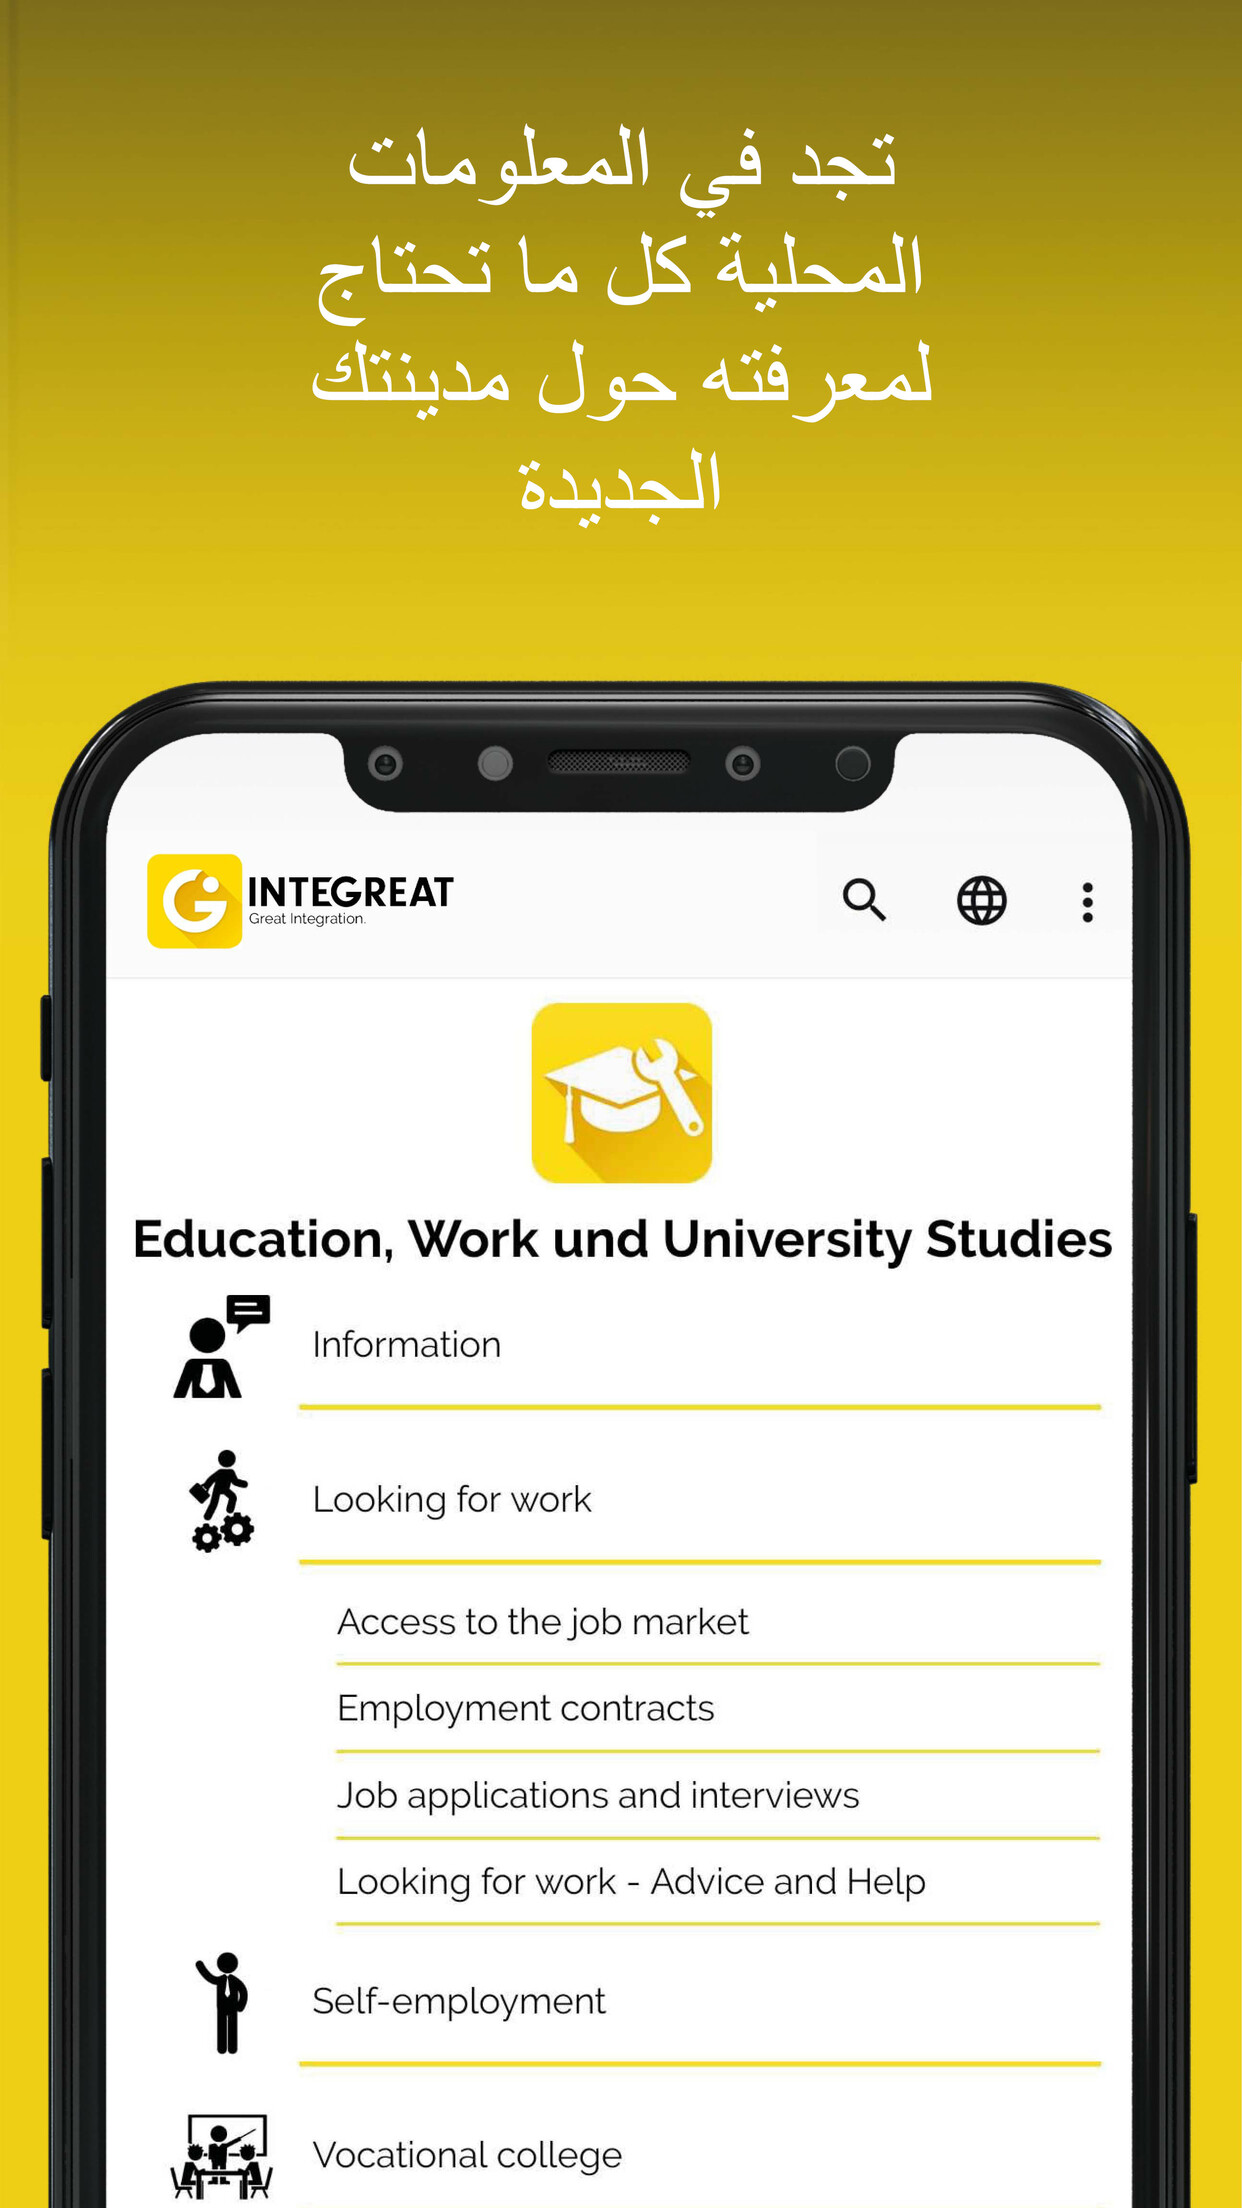 تجد في المعلومات
المحلية كل ما تحتاج
لمعرفته حول مدينتك
الجديدة
INTEGREAT
Great Integration.
Education, Work und University Studies
Information
Looking for work
Access to the job market
Employment contracts
Job applications and interviews
Looking for work - Advice and Help
Self-employment
Vocational college